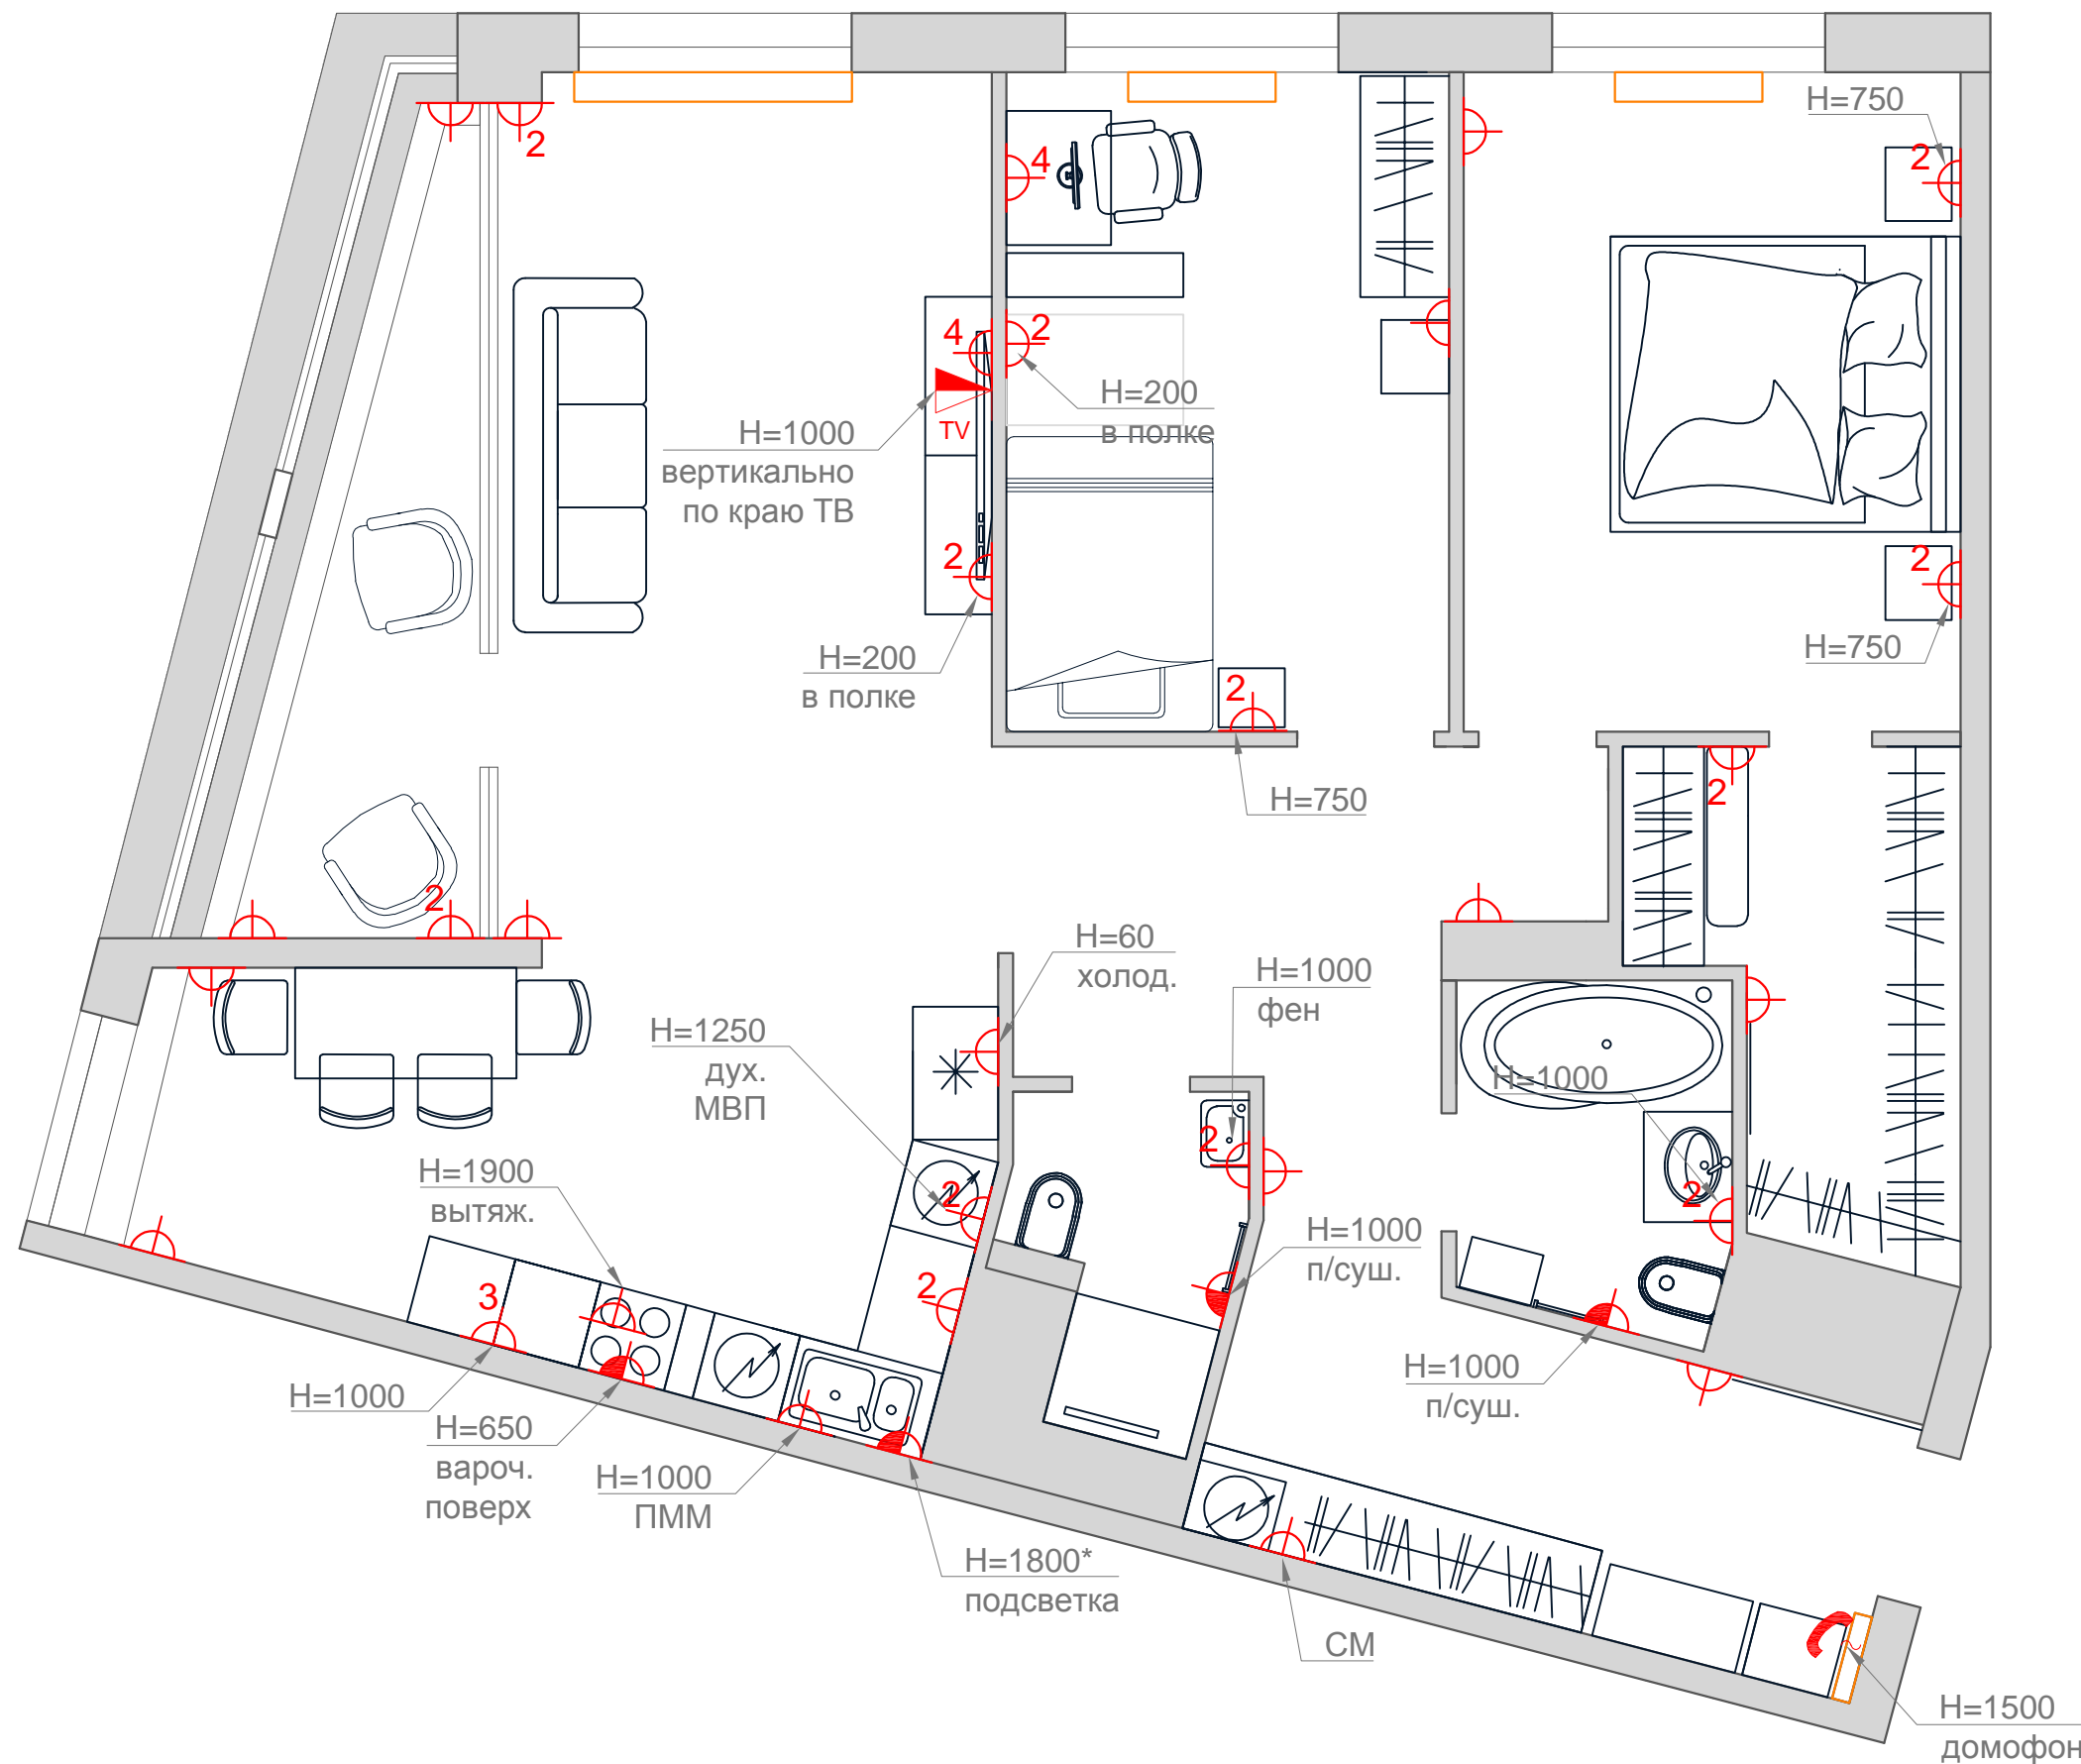 H=750
2
2
4
2
4
2
H=200
в полке
TV
H=1000
вертикально
по краю ТВ
2
2
H=750
H=200
в полке
2
H=750
2
2
H=60
холод.
H=1000
фен
H=1250
дух.
МВП
H=1000
2
2
2
H=1900
вытяж.
H=1000
п/суш.
2
3
H=1000
H=650
вароч.
поверх
H=1000
ПММ
H=1000
п/суш.
H=1800*
подсветка
СМ
H=1500
домофон